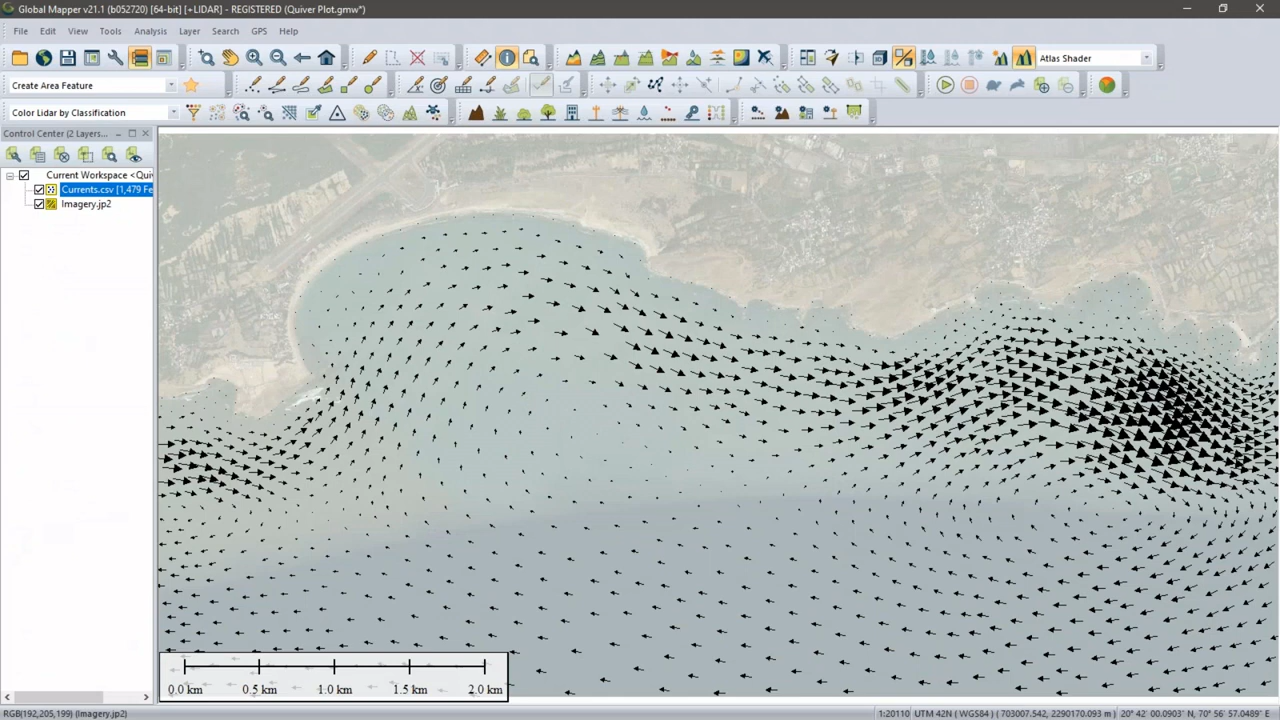 Global Mapper v21.1 (b052720) [64-bit] [+LIDAR] - REGISTERED (Quiver Plot.gmw*)
File Edit View Tools Analysis Layer Search GPS Help
Atlas Shader
Create Area Feature
Color Lidar by Classification
Control Center (2 Layers...
Current Workspace <Qui
Currents.csv [1,479 Fe
Imagery.jp2
0.0 km 0.5 km 1.0 km 1.5 km 2.0 km
RGB(192,205,199) (Imagery.jp2) 1:20110 UTM 42N ( WGS84 ) ( 703007.542, 2290170.093 m ) 20° 42' 00.0903" N, 70° 56' 57.0489" E